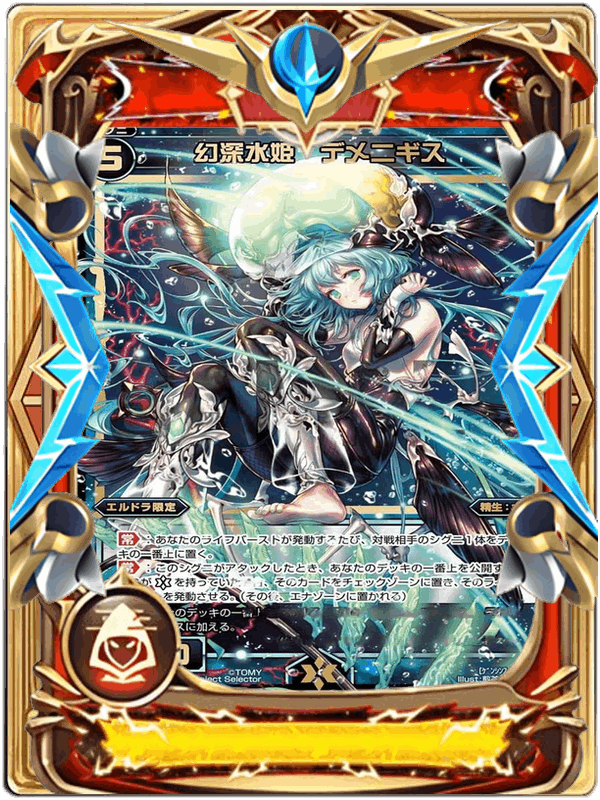 5
幻深水姫 デメニギス
エルドラ限定
精生:
常:あなたのライフバーストが発動するたび、対戦相手のシグニ1体をデ
キの一番上に置く。
常:このシグニがアタックしたとき、あなたのデッキの一番上を公開す
が を持ってい そのカードをチェックゾーンに置き、そのラ
を発動させる。(その エナゾーンに置かれる)
のデッキの一
スに加える。
0
©TOMY
lect Selector
Illust: